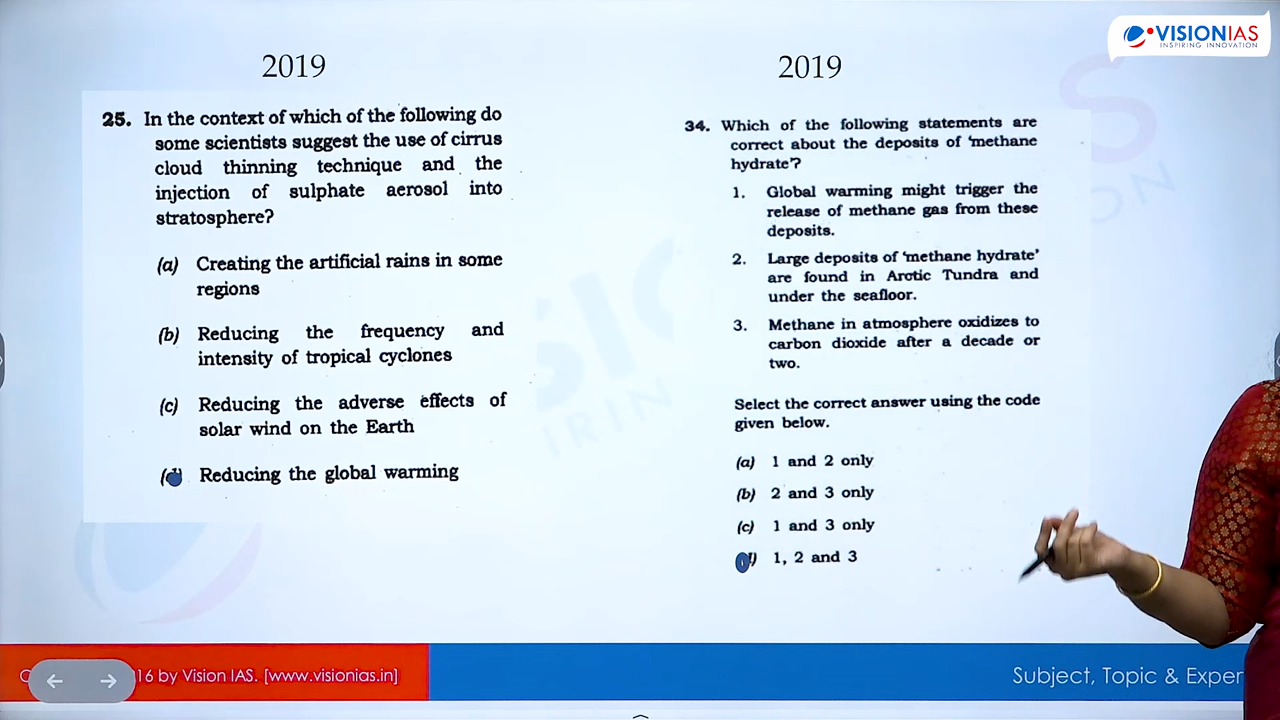 VISIONIAS
INSPIRING INNOVATION
2019
25. In the context of which of the following do
some scientists suggest the use of cirrus
cloud thinning technique and the
injection of sulphate aerosol into
stratosphere?
(a) Creating the artificial rains in some
regions
(b) Reducing the frequency and
intensity of tropical cyclones
(c) Reducing the adverse effects of
solar wind on the Earth
Reducing the global warming
2019
34. Which of the following statements are
correct about the deposits of 'methane
hydrate'?
1. Global warming might trigger the
release of methane gas from these
deposits.
2. Large deposits of 'methane hydrate'
are found in Arctic Tundra and
under the seafloor.
3. Methane in atmosphere oxidizes to
carbon dioxide after a decade or
two.
Select the correct answer using the code
given below.
(a) 1 and 2 only
(b) 2 and 3 only
(c) 1 and 3 only
1, 2 and 3
16 by Vision IAS. [www.visionias.in]
Subject, Topic & Exper